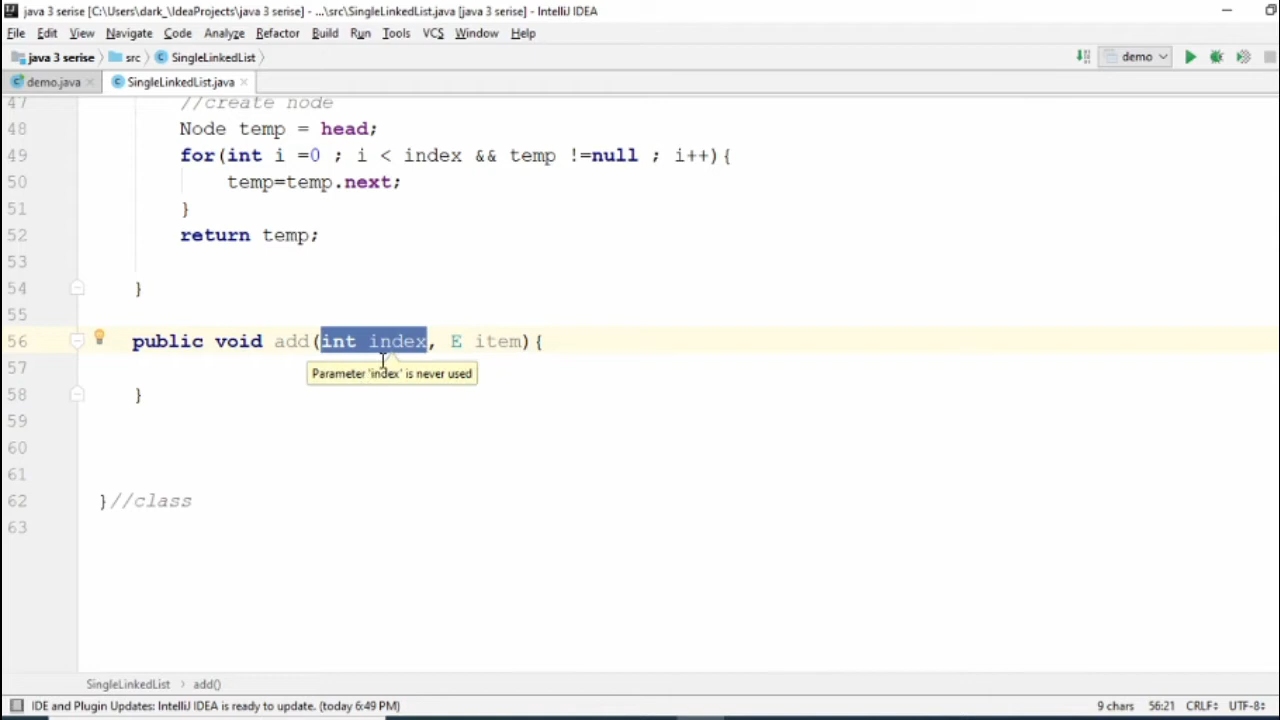 java 3 serise [C:\Users\dark_\IdeaProjects\java 3 serise] - ...\src\SingleLinkedList.java [java 3 serise] - IntelliJ IDEA
File Edit View Navigate Code Analyze Refactor Build Run Tools VCS Window Help
java 3 serise src SingleLinkedList demo
demo.java SingleLinkedList.java
47 //create node
48 Node temp = head;
49 for(int i =0 ; i < index && temp !=null ; i++){
50 temp=temp.next;
51 }
52 return temp;
53
54 }
55
56 public void add(int index, E item){
57 Parameter 'index' is never used
58 }
59
60
61
62 }//class
63
SingleLinkedList add()
IDE and Plugin Updates: IntelliJ IDEA is ready to update. (today 6:49 PM) 9 chars 56:21 CRLF UTF-8